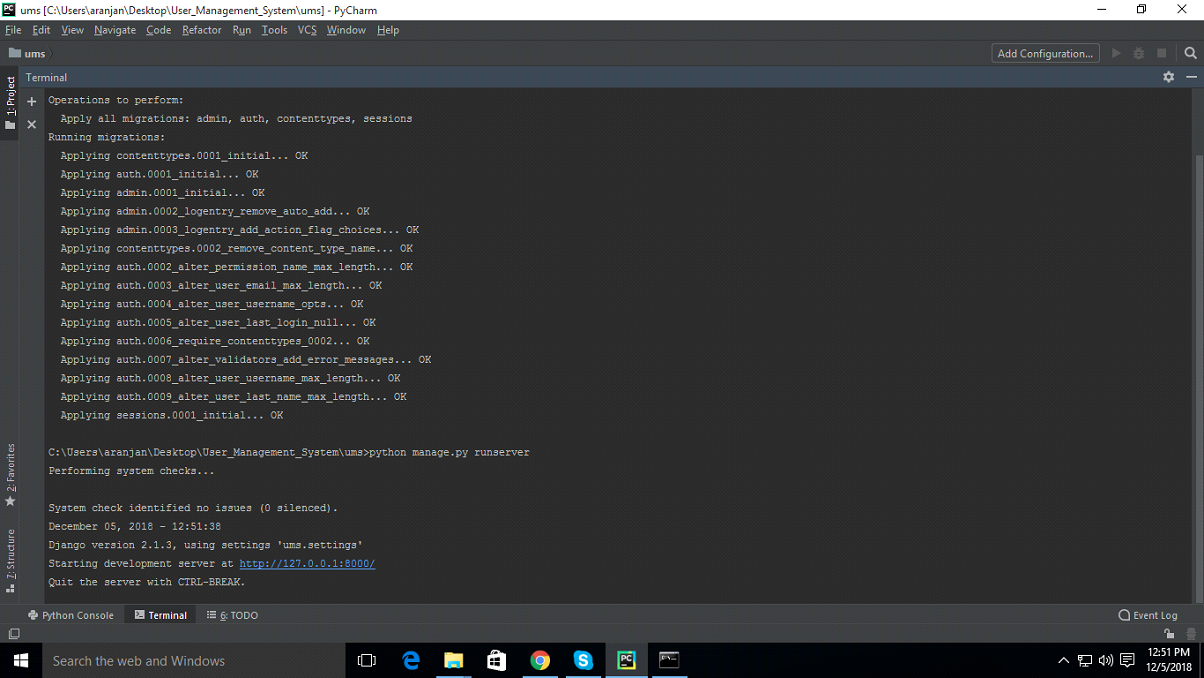 PC ums [C:\Users\aranjan\Desktop\User_Management_System\ums] - PyCharm
File Edit View Navigate Code Refactor Run Tools VCS Window Help
ums Add Configuration...
Terminal
1: Project
Operations to perform:
Apply all migrations: admin, auth, contenttypes, sessions
Running migrations:
Applying contenttypes.0001_initial... OK
Applying auth.0001_initial... OK
Applying admin.0001_initial... OK
Applying admin.0002_logentry_remove_auto_add... OK
Applying admin.0003_logentry_add_action_flag_choices... OK
Applying contenttypes.0002_remove_content_type_name... OK
Applying auth.0002_alter_permission_name_max_length... OK
Applying auth.0003_alter_user_email_max_length... OK
Applying auth.0004_alter_user_username_opts... OK
Applying auth.0005_alter_user_last_login_null... OK
Applying auth.0006_require_contenttypes_0002... OK
Applying auth.0007_alter_validators_add_error_messages... OK
Applying auth.0008_alter_user_username_max_length... OK
Applying auth.0009_alter_user_last_name_max_length... OK
Applying sessions.0001_initial... OK
C:\Users\aranjan\Desktop\User_Management_System\ums>python manage.py runserver
Performing system checks...
2: Favorites
System check identified no issues (0 silenced).
December 05, 2018 - 12:51:38
Django version 2.1.3, using settings 'ums.settings'
Starting development server at http://127.0.0.1:8000/
Quit the server with CTRL-BREAK.
7: Structure
Python Console Terminal 6: TODO Event Log
Search the web and Windows
PC
12:51 PM
12/5/2018